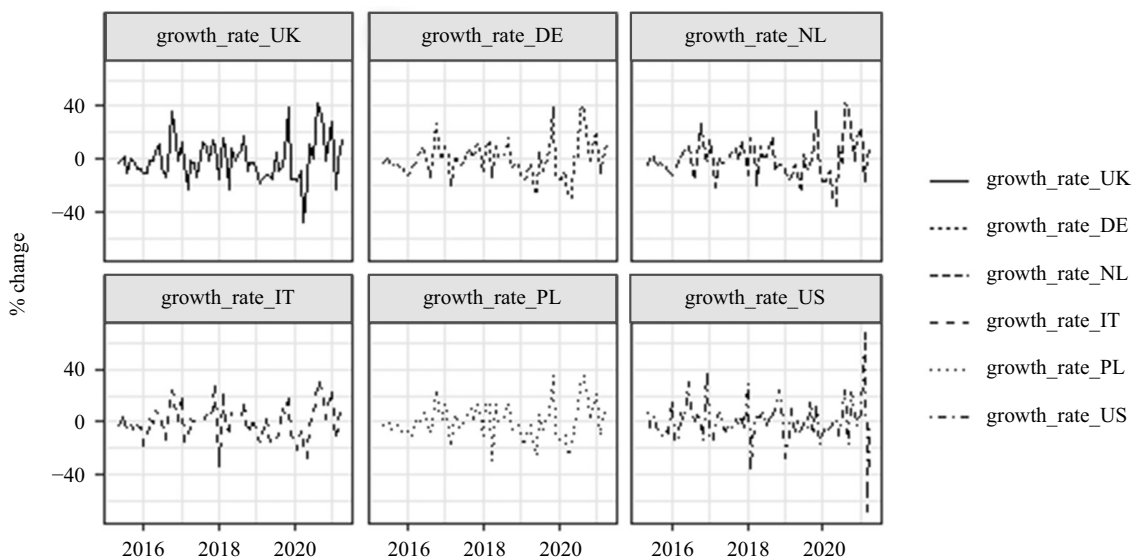 growth_rate_UK
growth_rate_DE
growth_rate_NL
40
0
−40
growth_rate_IT
growth_rate_PL
growth_rate_US
40
0
−40
2016
2018
2020
2016
2018
2020
2016
2018
2020
% change
growth_rate_UK
growth_rate_DE
growth_rate_NL
growth_rate_IT
growth_rate_PL
growth_rate_US